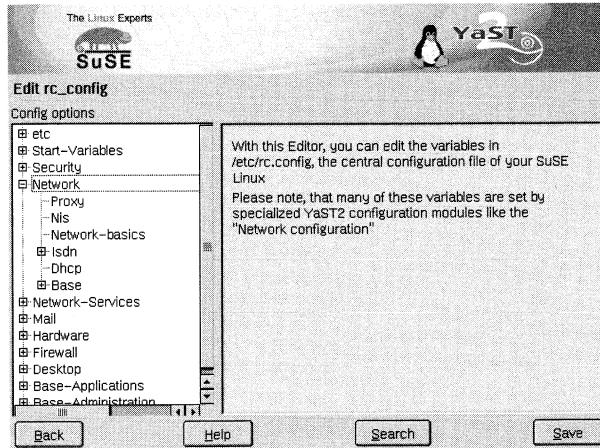 The Linux Experts
SuSE
YaST
2
Edit rc_config
Config options
etc
Start-Variables
Security
Network
Proxy
Nis
Network-basics
Isdn
Dhcp
Base
Network-Services
Mail
Hardware
Firewall
Desktop
Base-Applications
Base-Administration
With this Editor, you can edit the variables in
/etc/rc.config, the central configuration file of your SuSE
Linux
Please note, that many of these variables are set by
specialized YaST2 configuration modules like the
"Network configuration"
Back
Help
Search
Save